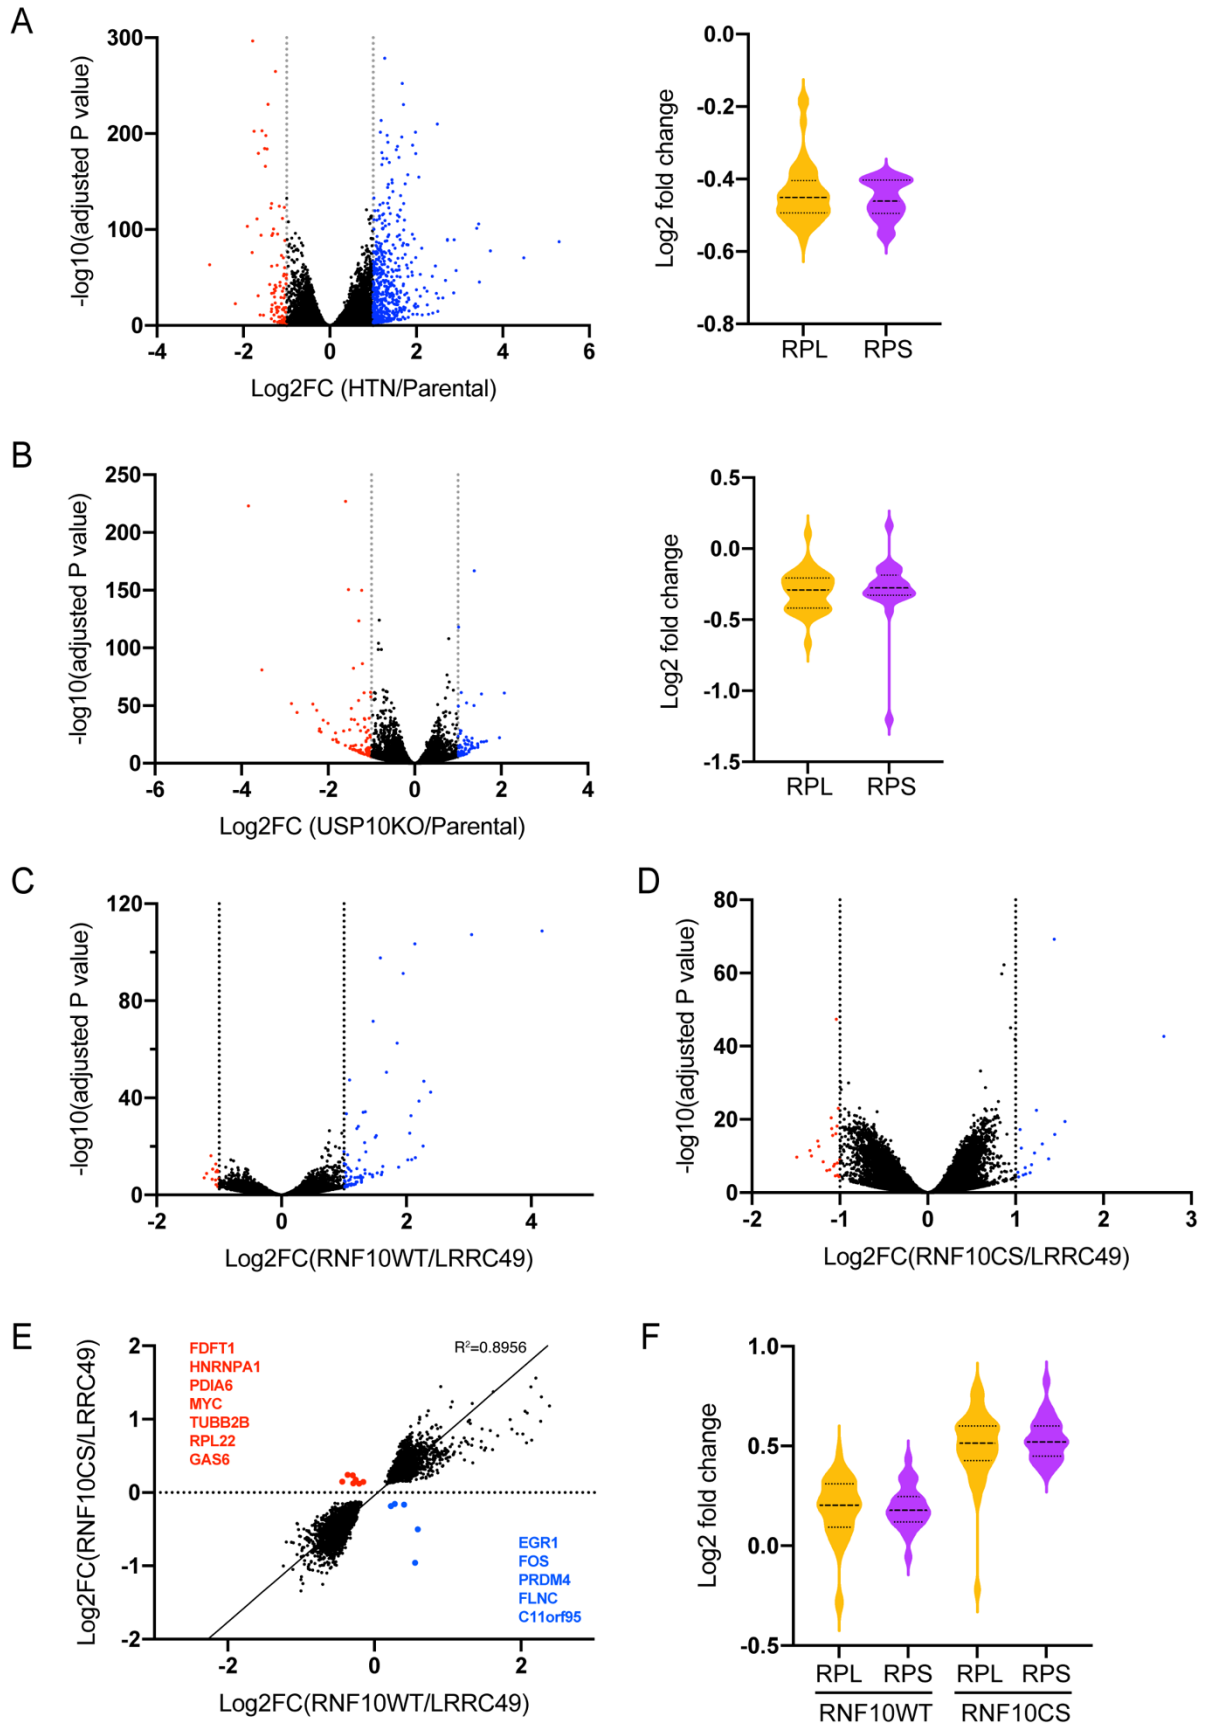 A
300
200
100
0
-4
-2
0
2
4
6
-log10(adjusted P value)
Log2FC (HTN/Parental)
0.0
-0.2
-0.4
-0.6
-0.8
Log2 fold change
RPL
RPS
B
250
200
150
100
50
0
-6
-4
-2
0
2
4
-log10(adjusted P value)
Log2FC (USP10KO/Parental)
0.5
0.0
-0.5
-1.0
-1.5
Log2 fold change
RPL
RPS
C
120
80
40
0
-2
0
2
4
-log10(adjusted P value)
Log2FC(RNF10WT/LRRC49)
D
80
60
40
20
0
-2
-1
0
1
2
3
-log10(adjusted P value)
Log2FC(RNF10CS/LRRC49)
E
2
1
0
-1
-2
-2
0
2
Log2FC(RNF10CS/LRRC49)
FDFT1
HNRNPA1
PDIA6
MYC
TUBB2B
RPL22
GAS6
R²=0.8956
EGR1
FOS
PRDM4
FLNC
C11orf95
Log2FC(RNF10WT/LRRC49)
F
1.0
0.5
0.0
-0.5
Log2 fold change
RPL
RPS
RPL
RPS
RNF10WT
RNF10CS